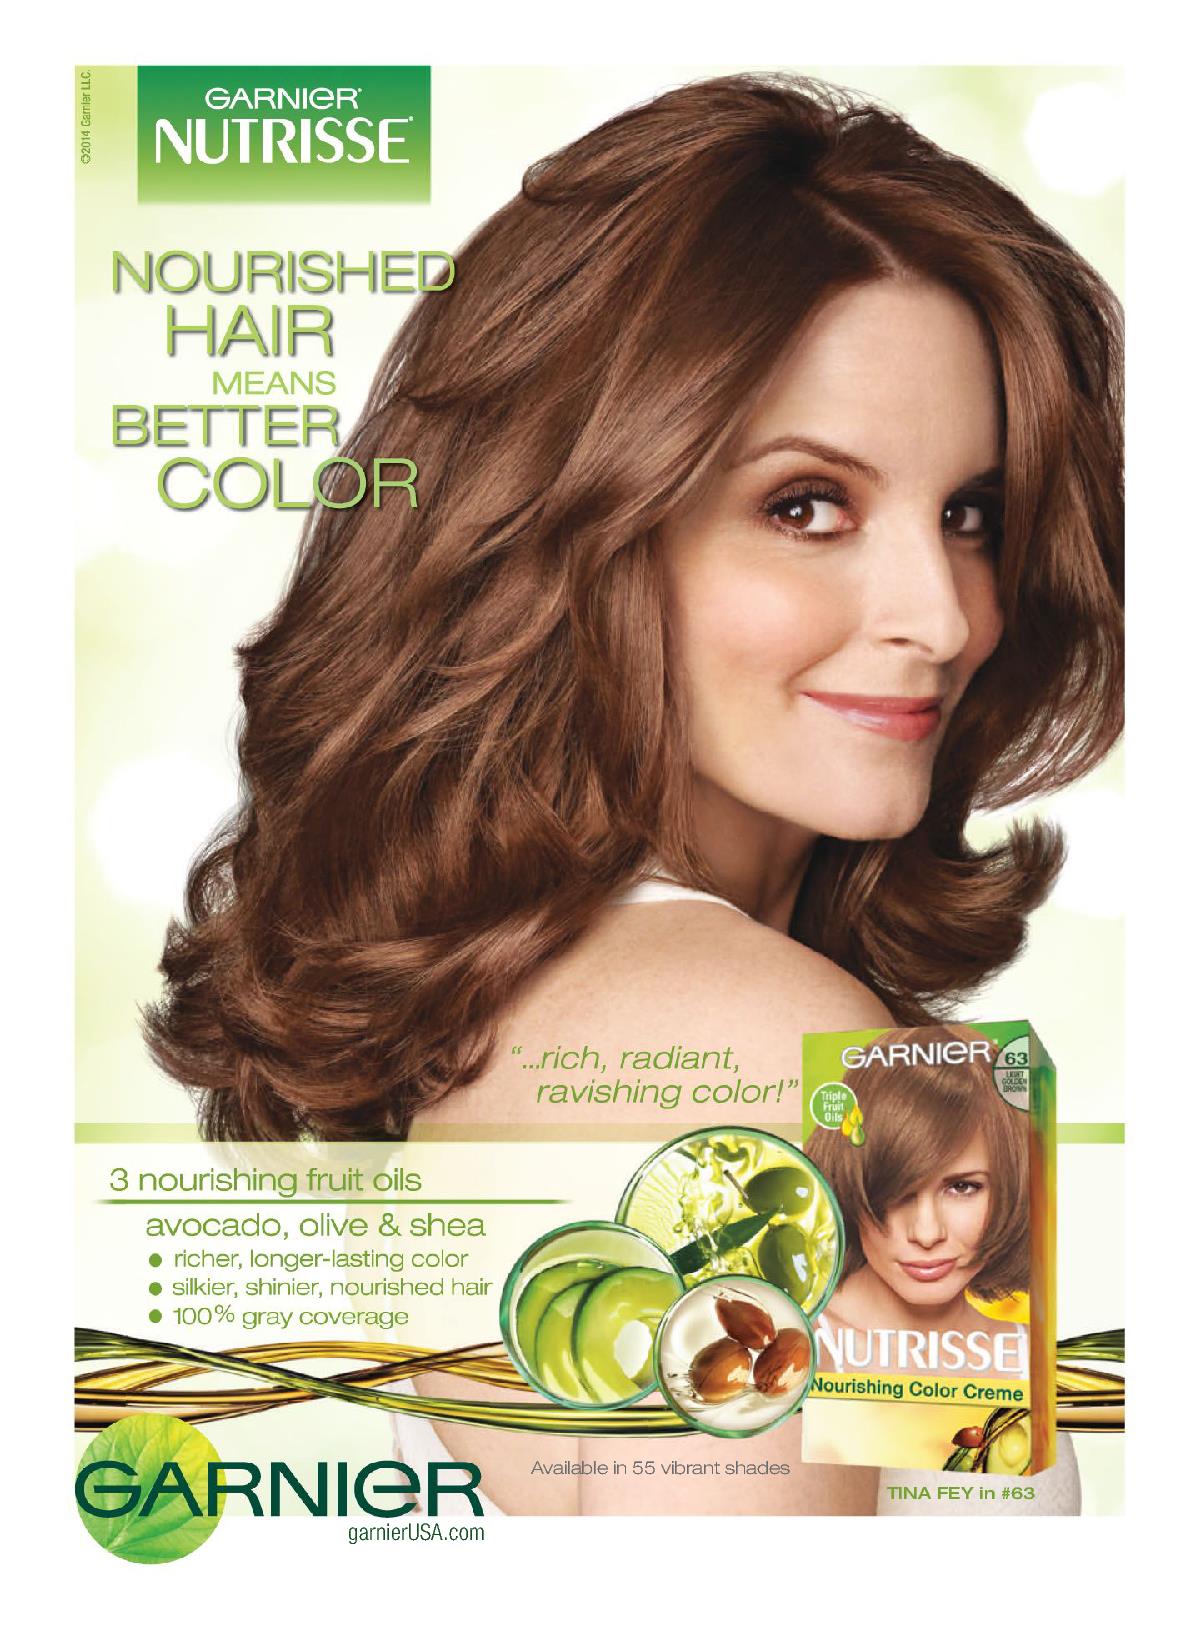 ©2014 Garnier LLC.
GARNIER®
NUTRISSE®
NOURISHED
HAIR
MEANS
BETTER
COLOR
“...rich, radiant,
ravishing color!”
GARNIER
63
LIGHT
GOLDEN
BROWN
Triple
Fruit
Oils
NUTRISSE
Nourishing Color Creme
3 nourishing fruit oils
avocado, olive & shea
● richer, longer-lasting color
● silkier, shinier, nourished hair
● 100% gray coverage
GARNIER
garnierUSA.com
Available in 55 vibrant shades
TINA FEY in #63